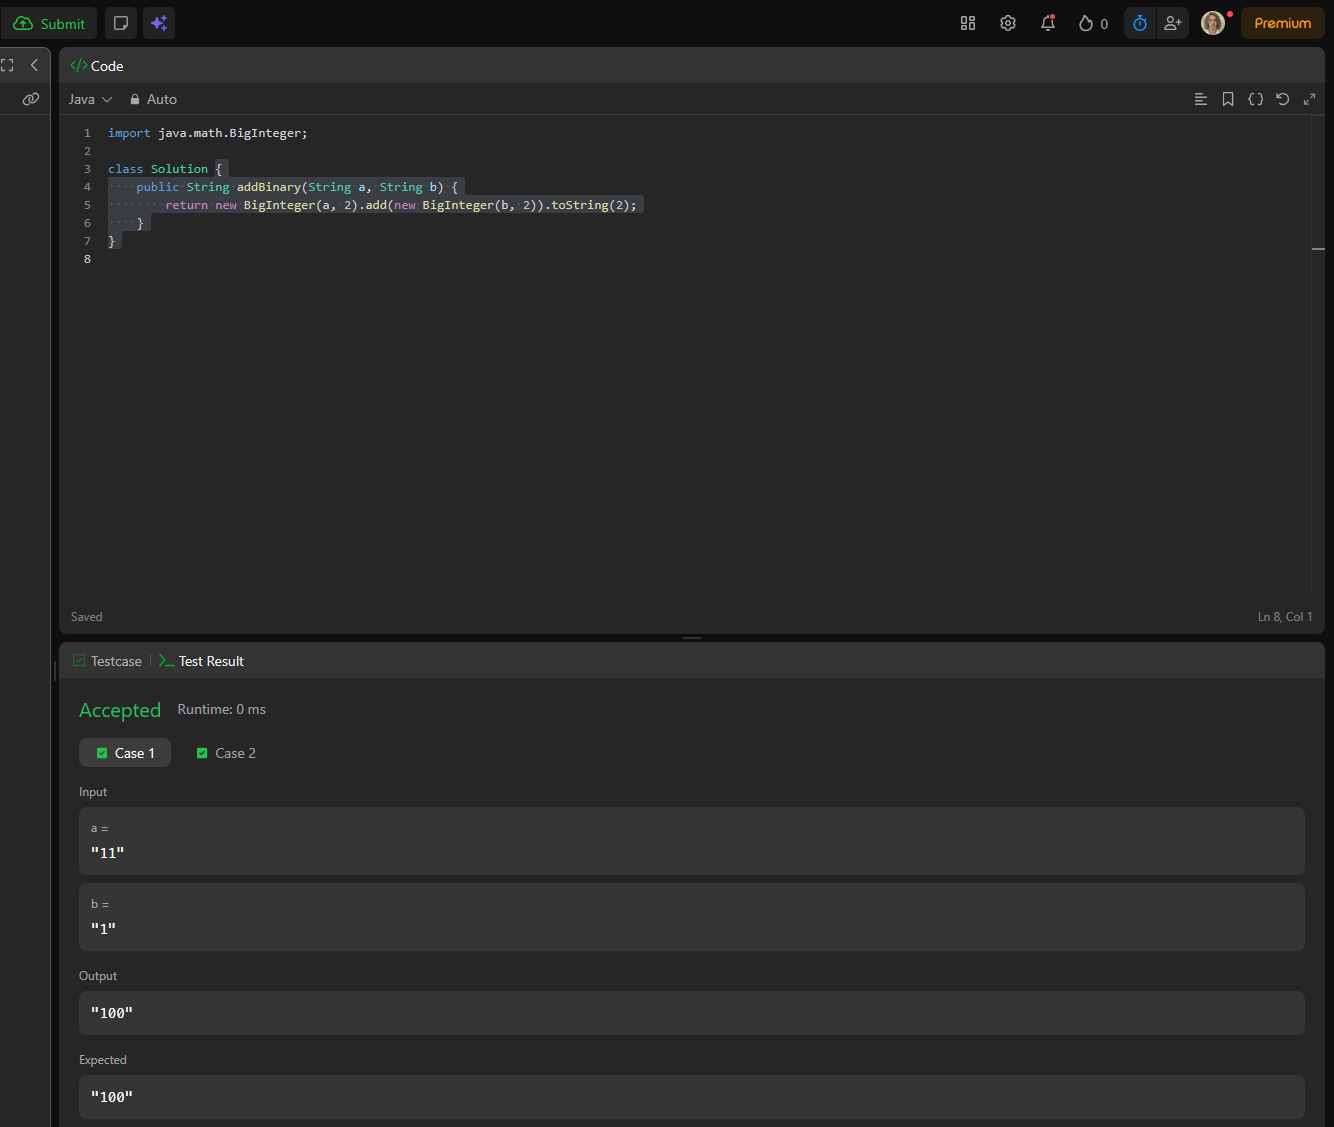 Submit
0
Premium
Code
Java
Auto
1 import java.math.BigInteger;
2
3 class Solution {
4 public String addBinary(String a, String b) {
5 return new BigInteger(a, 2).add(new BigInteger(b, 2)).toString(2);
6 }
7 }
8
Saved
Ln 8, Col 1
Testcase
Test Result
Accepted
Runtime: 0 ms
Case 1
Case 2
Input
a =
"11"
b =
"1"
Output
"100"
Expected
"100"